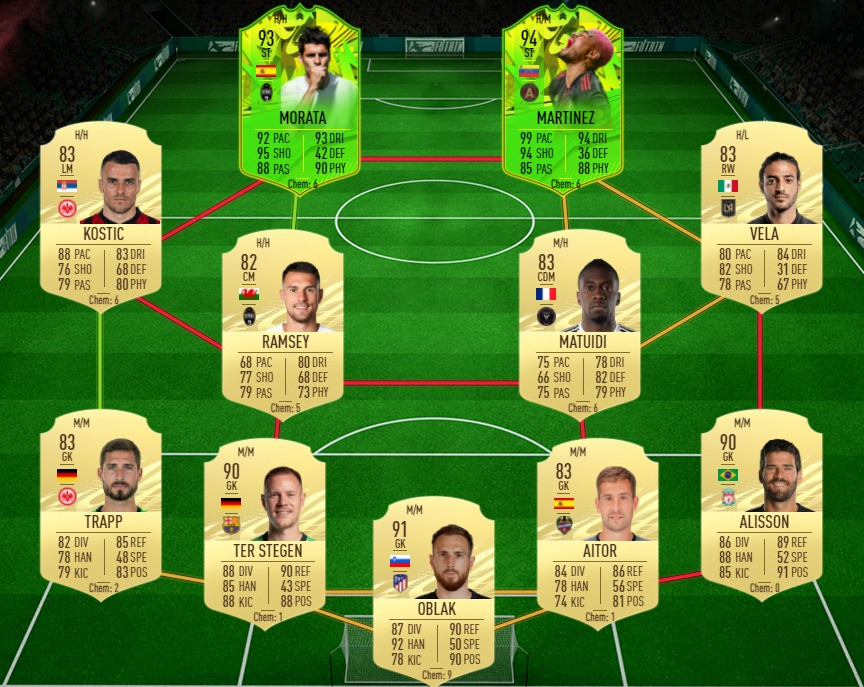 H/H
93
ST
MORATA
92 PAC 93 DRI
95 SHO 42 DEF
88 PAS 90 PHY
Chem: 6
H/M
94
ST
MARTINEZ
99 PAC 94 DRI
94 SHO 36 DEF
85 PAS 88 PHY
Chem: 6
H/H
83
LM
KOSTIC
88 PAC 83 DRI
76 SHO 68 DEF
79 PAS 80 PHY
Chem: 6
H/H
82
CM
RAMSEY
68 PAC 80 DRI
77 SHO 68 DEF
79 PAS 73 PHY
Chem: 5
M/H
83
CDM
MATUIDI
75 PAC 78 DRI
66 SHO 82 DEF
75 PAS 79 PHY
Chem: 6
H/L
83
RW
VELA
80 PAC 84 DRI
82 SHO 31 DEF
78 PAS 67 PHY
Chem: 5
M/M
83
GK
TRAPP
82 DIV 85 REF
78 HAN 48 SPE
79 KIC 83 POS
Chem: 2
M/M
90
GK
TER STEGEN
88 DIV 90 REF
85 HAN 43 SPE
88 KIC 88 POS
Chem: 1
M/M
91
GK
OBLAK
87 DIV 90 REF
92 HAN 50 SPE
78 KIC 90 POS
Chem: 9
M/M
83
GK
AITOR
84 DIV 86 REF
78 HAN 56 SPE
74 KIC 81 POS
Chem: 1
M/M
90
GK
ALISSON
86 DIV 89 REF
88 HAN 52 SPE
85 KIC 91 POS
Chem: 0